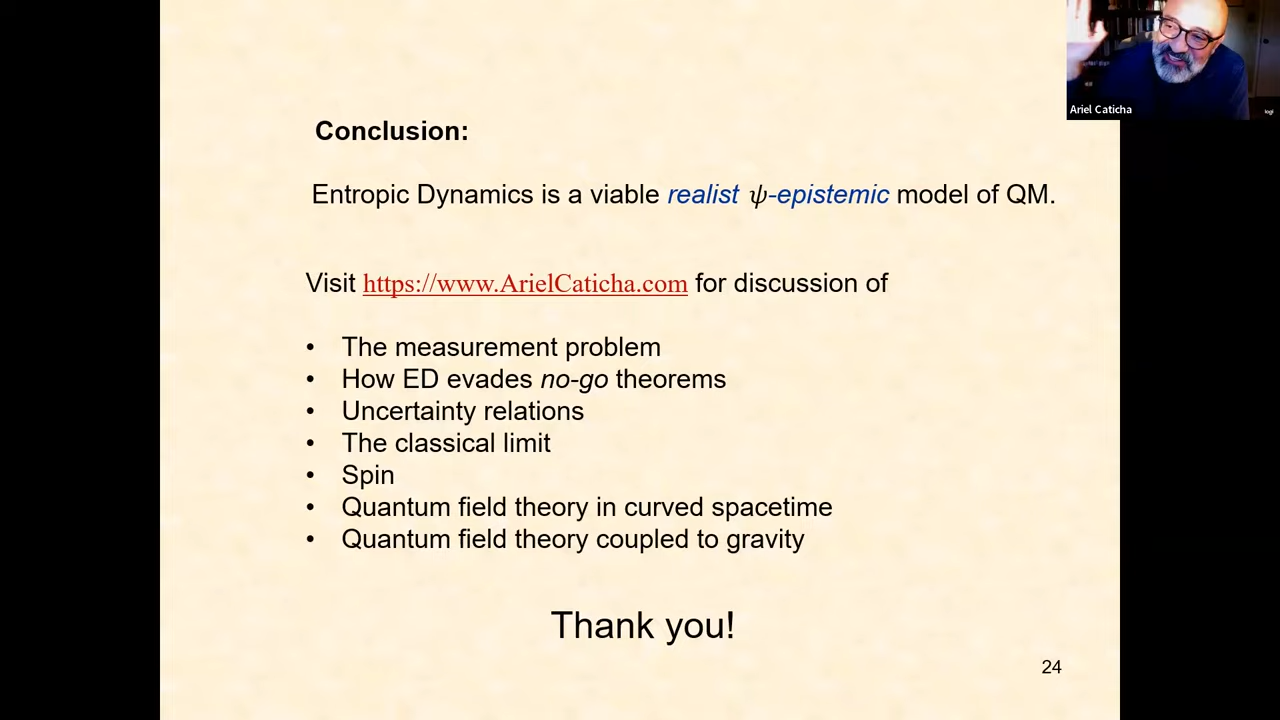 Ariel Caticha
logi
Conclusion:
Entropic Dynamics is a viable realist ψ-epistemic model of QM.
Visit https://www.ArielCaticha.com for discussion of
• The measurement problem
• How ED evades no-go theorems
• Uncertainty relations
• The classical limit
• Spin
• Quantum field theory in curved spacetime
• Quantum field theory coupled to gravity
Thank you!
24